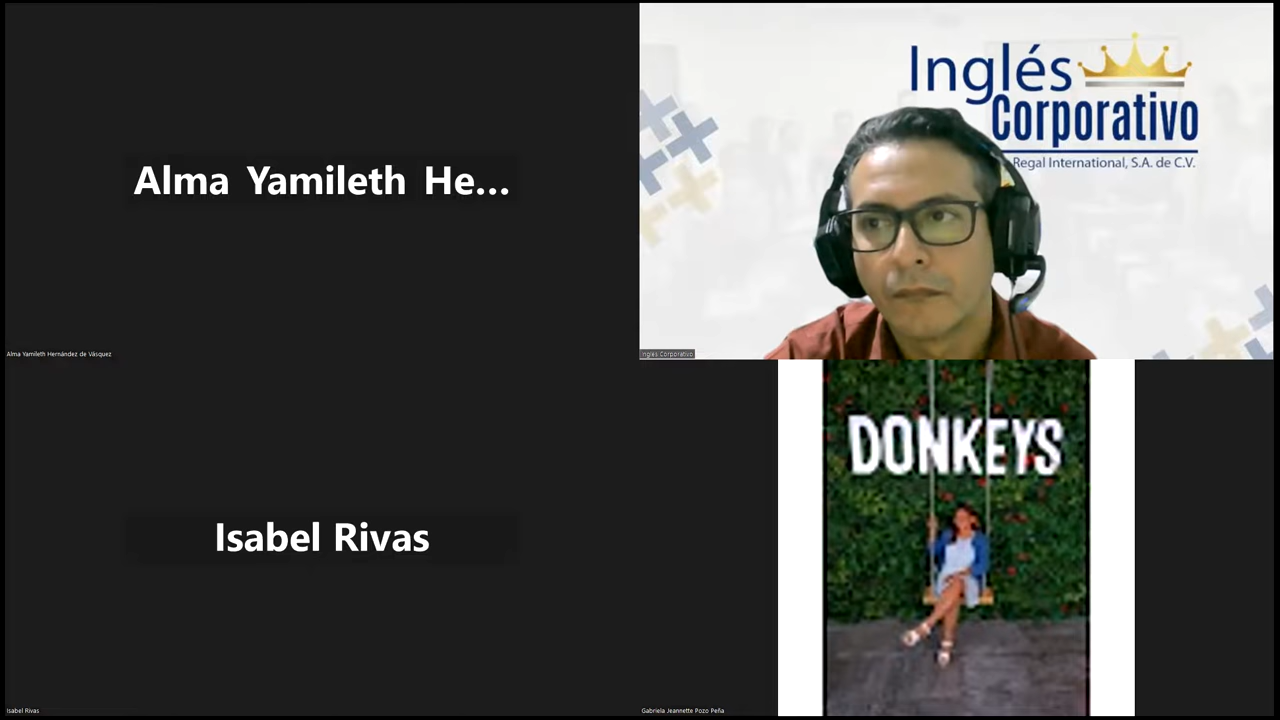 Alma Yamileth He...
Alma Yamileth Hernández de Vásquez
Inglés
Corporativo
Regal International, S.A. de C.V.
Inglés Corporativo
Isabel Rivas
Isabel Rivas
DONKEYS
Gabriela Jeannette Pozo Peña